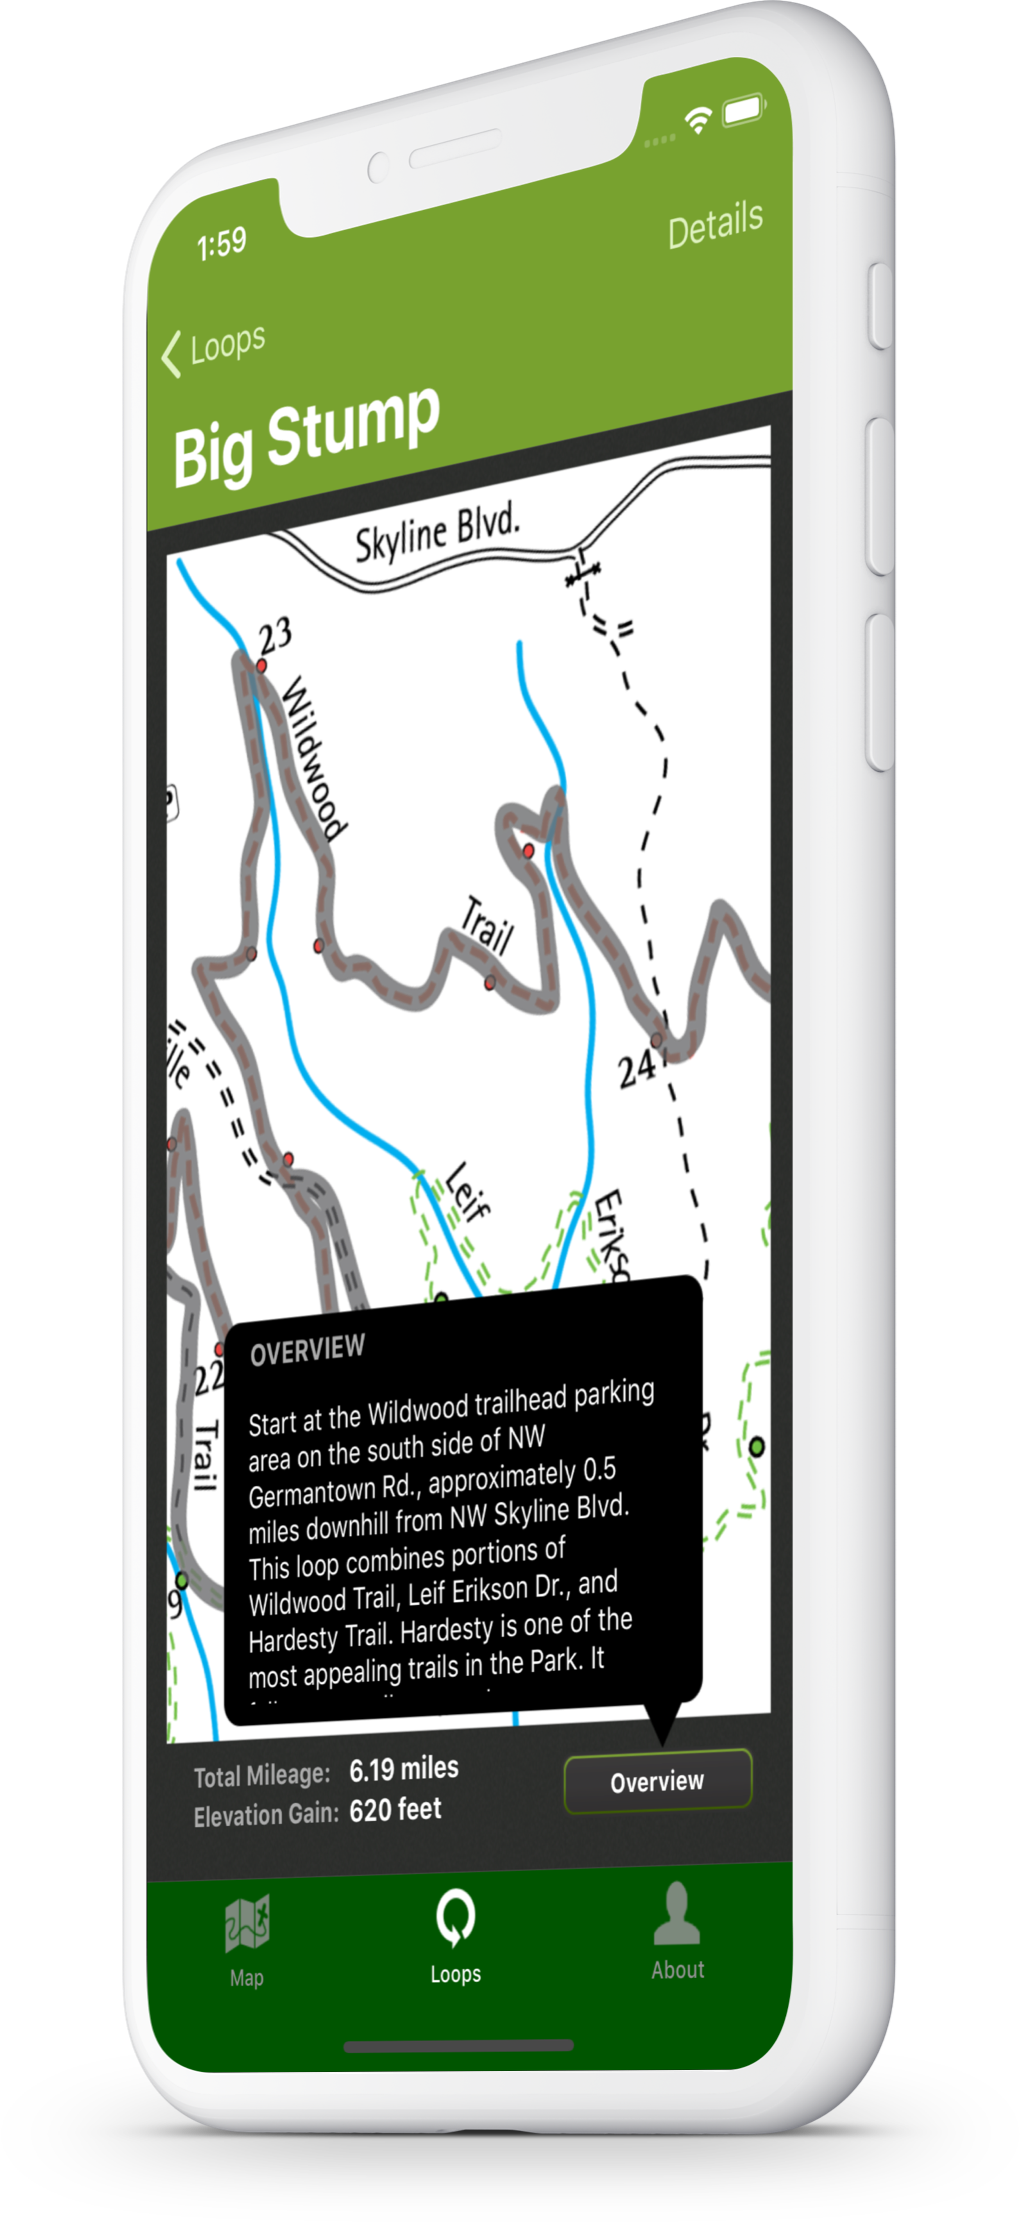 1:59
Details
Loops
Big Stump
Skyline Blvd.
23
Wildwood
Trail
24
Leif
22
Trail
9
OVERVIEW
Start at the Wildwood trailhead parking
area on the south side of NW
Germantown Rd., approximately 0.5
miles downhill from NW Skyline Blvd.
This loop combines portions of
Wildwood Trail, Leif Erikson Dr., and
Hardesty Trail. Hardesty is one of the
most appealing trails in the Park. It
Total Mileage: 6.19 miles
Elevation Gain: 620 feet
Overview
Map
Loops
About